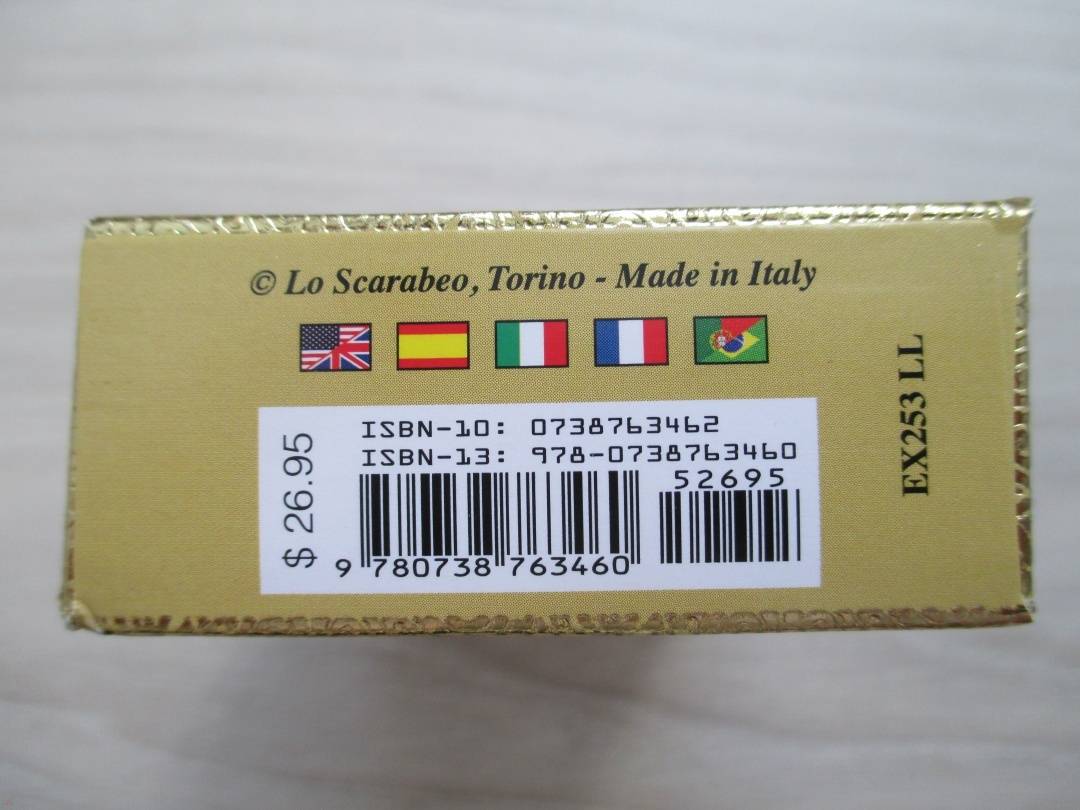 © Lo Scarabeo, Torino - Made in Italy
EX253 LL
$ 26.95
ISBN-10: 0738763462
ISBN-13: 978-0738763460
52695
9 780738 763460